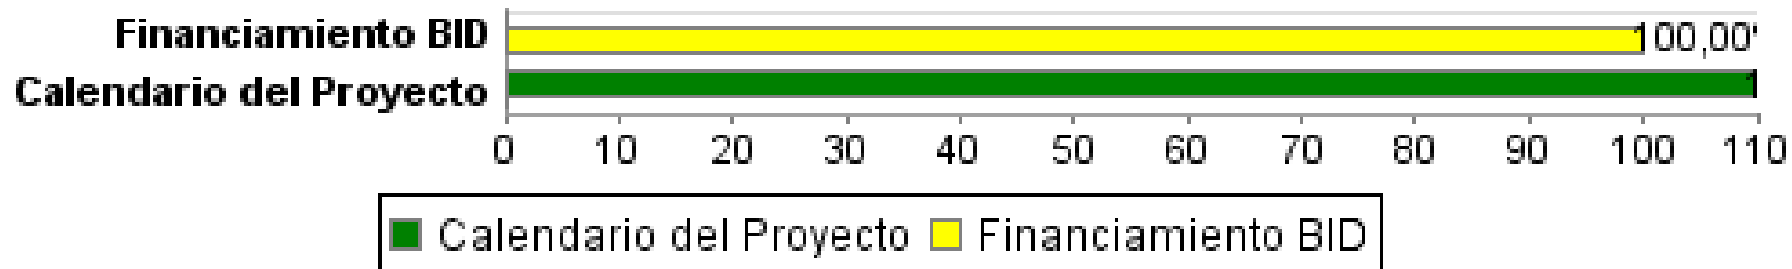 Financiamiento BID 100,00
Calendario del Proyecto 1
0 10 20 30 40 50 60 70 80 90 100 110
Calendario del Proyecto Financiamiento BID